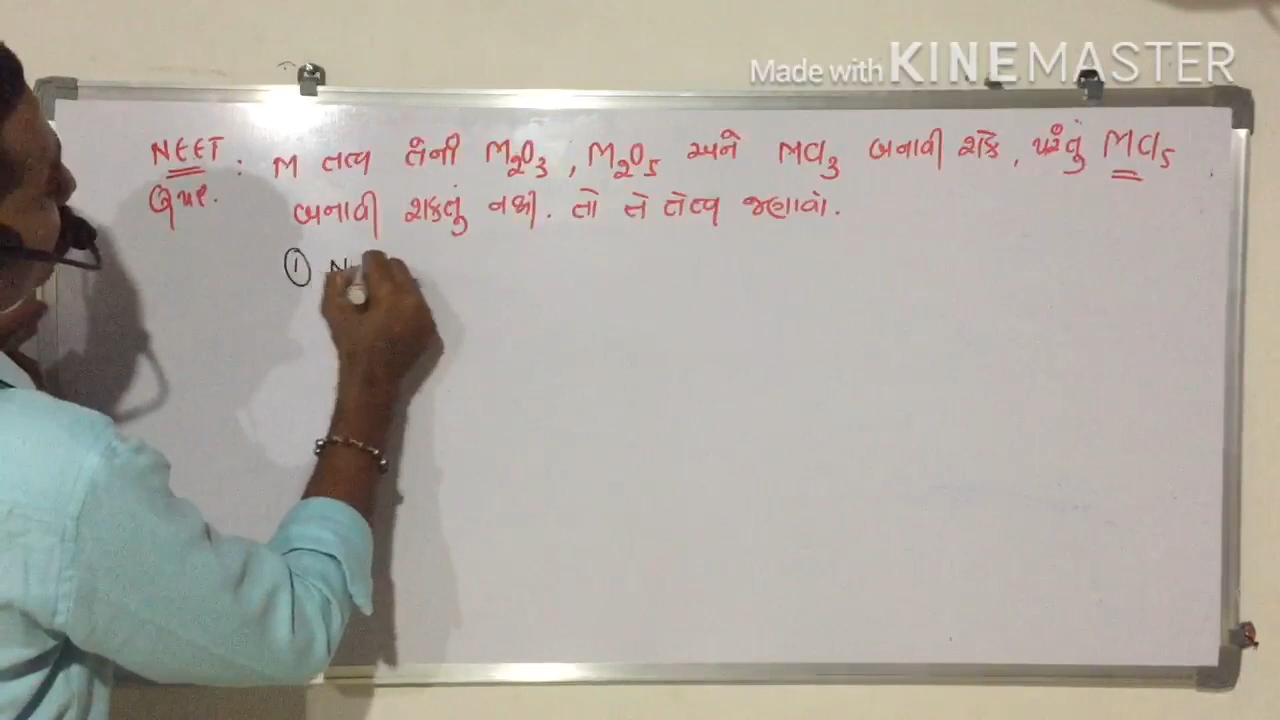 Made with KINEMASTER
NEET : M તત્વ તેની M₂O₃ , M₂O₅ અને MCl₃ બનાવી શકે , પરંતુ MCl₅
Que. બનાવી શકતું નથી. તો તે તત્વ જણાવો.
①